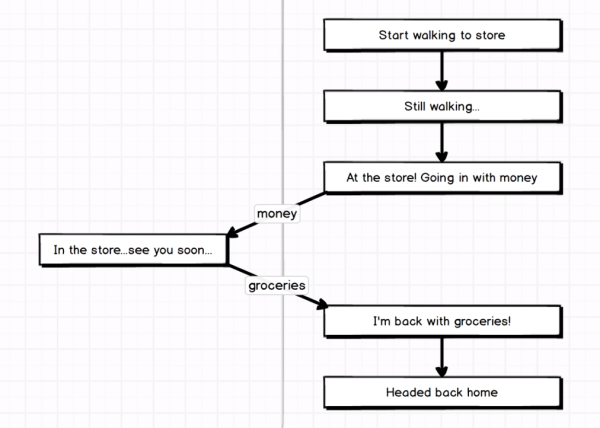 Start walking to store
Still walking...
At the store! Going in with money
money
In the store...see you soon...
groceries
I'm back with groceries!
Headed back home